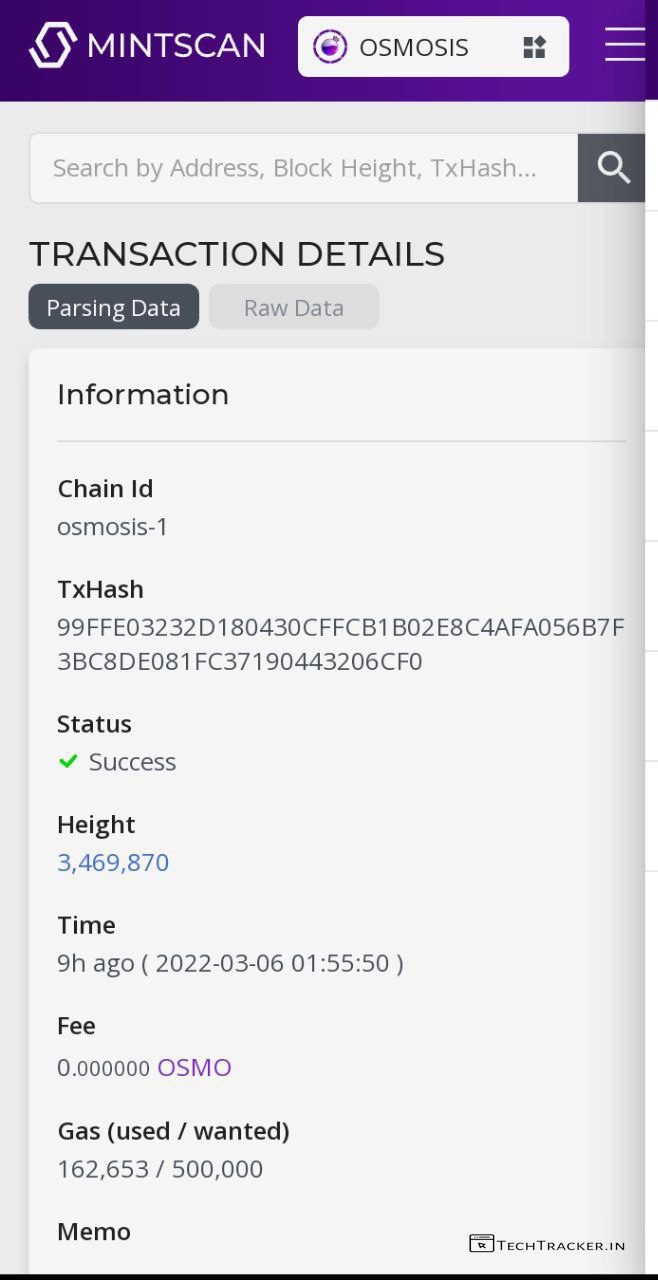 MINTSCAN
OSMOSIS
Search by Address, Block Height, TxHash...
TRANSACTION DETAILS
Parsing Data
Raw Data
Information
Chain Id
osmosis-1
TxHash
99FFE03232D180430CFFCB1B02E8C4AFA056B7F
3BC8DE081FC37190443206CF0
Status
Success
Height
3,469,870
Time
9h ago ( 2022-03-06 01:55:50 )
Fee
0.000000 OSMO
Gas (used / wanted)
162,653 / 500,000
Memo
TECHTRACKER.IN